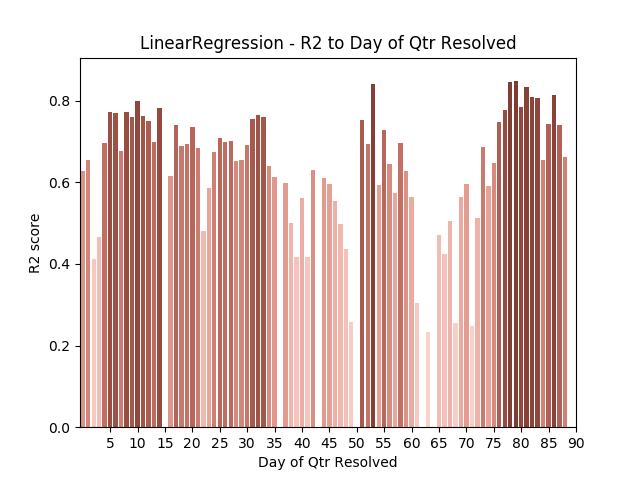 LinearRegression - R2 to Day of Qtr Resolved
R2 score
0.8
0.6
0.4
0.2
0.0
5 10 15 20 25 30 35 40 45 50 55 60 65 70 75 80 85 90
Day of Qtr Resolved